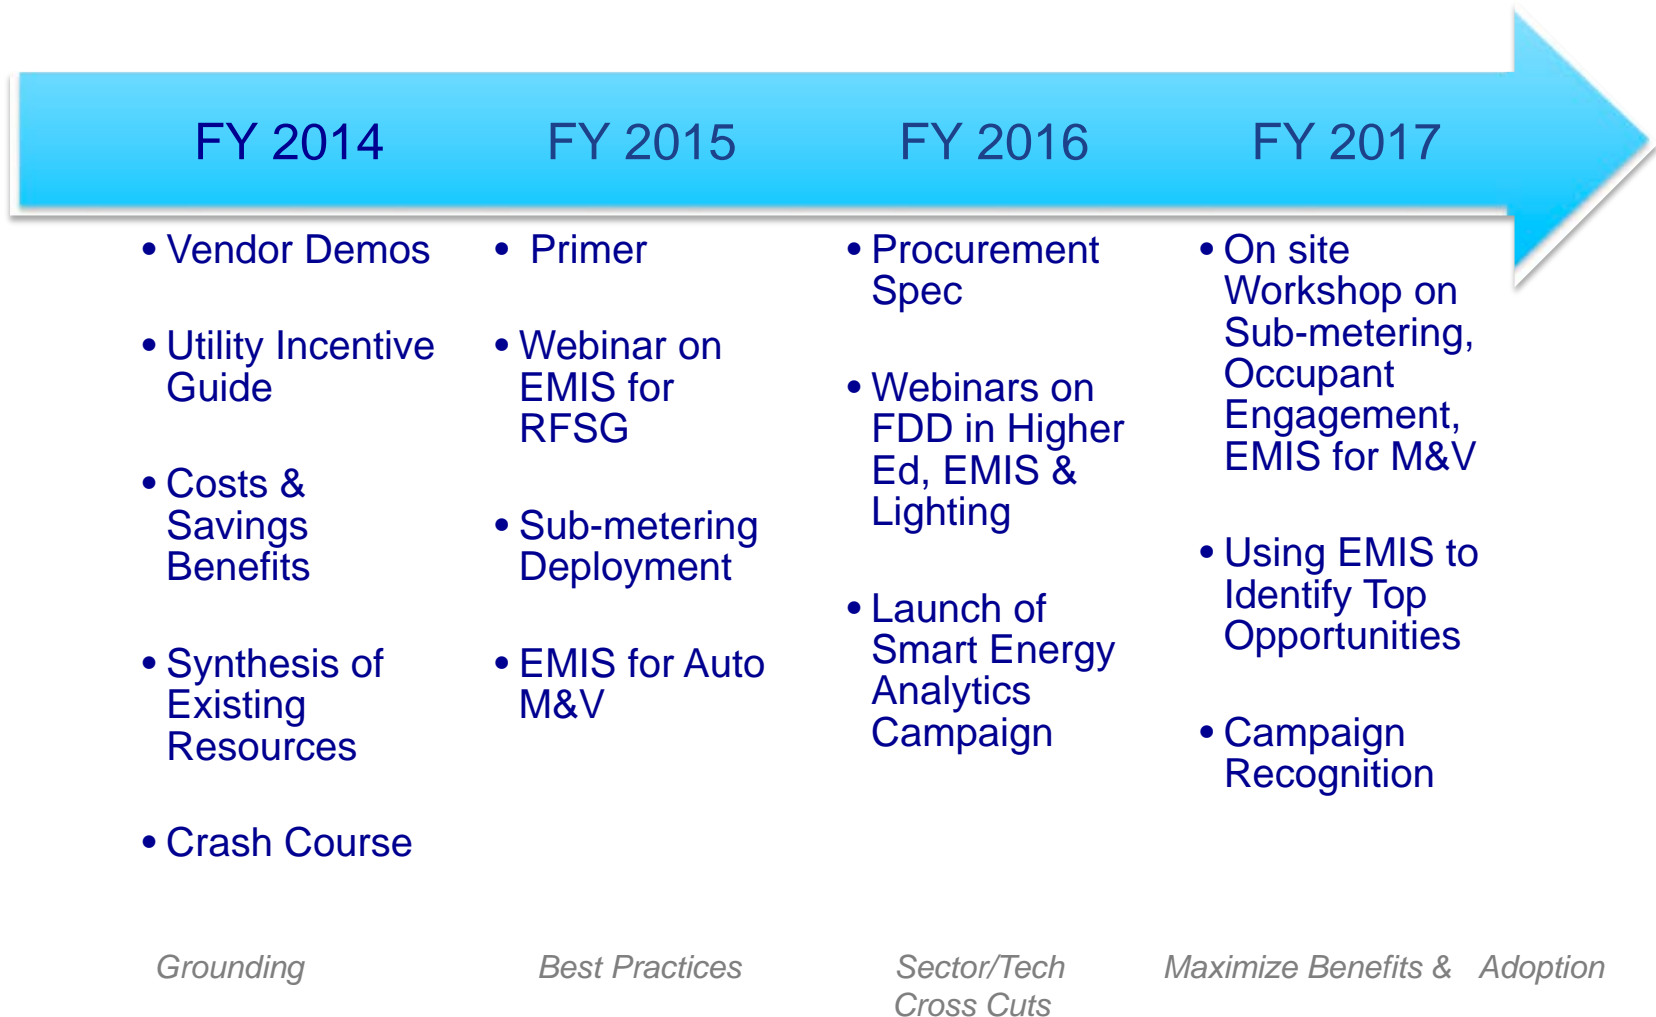 FY 2014
FY 2015
FY 2016
FY 2017
• Vendor Demos
• Utility Incentive
Guide
• Costs &
Savings
Benefits
• Synthesis of
Existing
Resources
• Crash Course
• Primer
• Webinar on
EMIS for
RFSG
• Sub-metering
Deployment
• EMIS for Auto
M&V
• Procurement
Spec
• Webinars on
FDD in Higher
Ed, EMIS &
Lighting
• Launch of
Smart Energy
Analytics
Campaign
• On site
Workshop on
Sub-metering,
Occupant
Engagement,
EMIS for M&V
• Using EMIS to
Identify Top
Opportunities
• Campaign
Recognition
Grounding
Best Practices
Sector/Tech
Cross Cuts
Maximize Benefits & Adoption